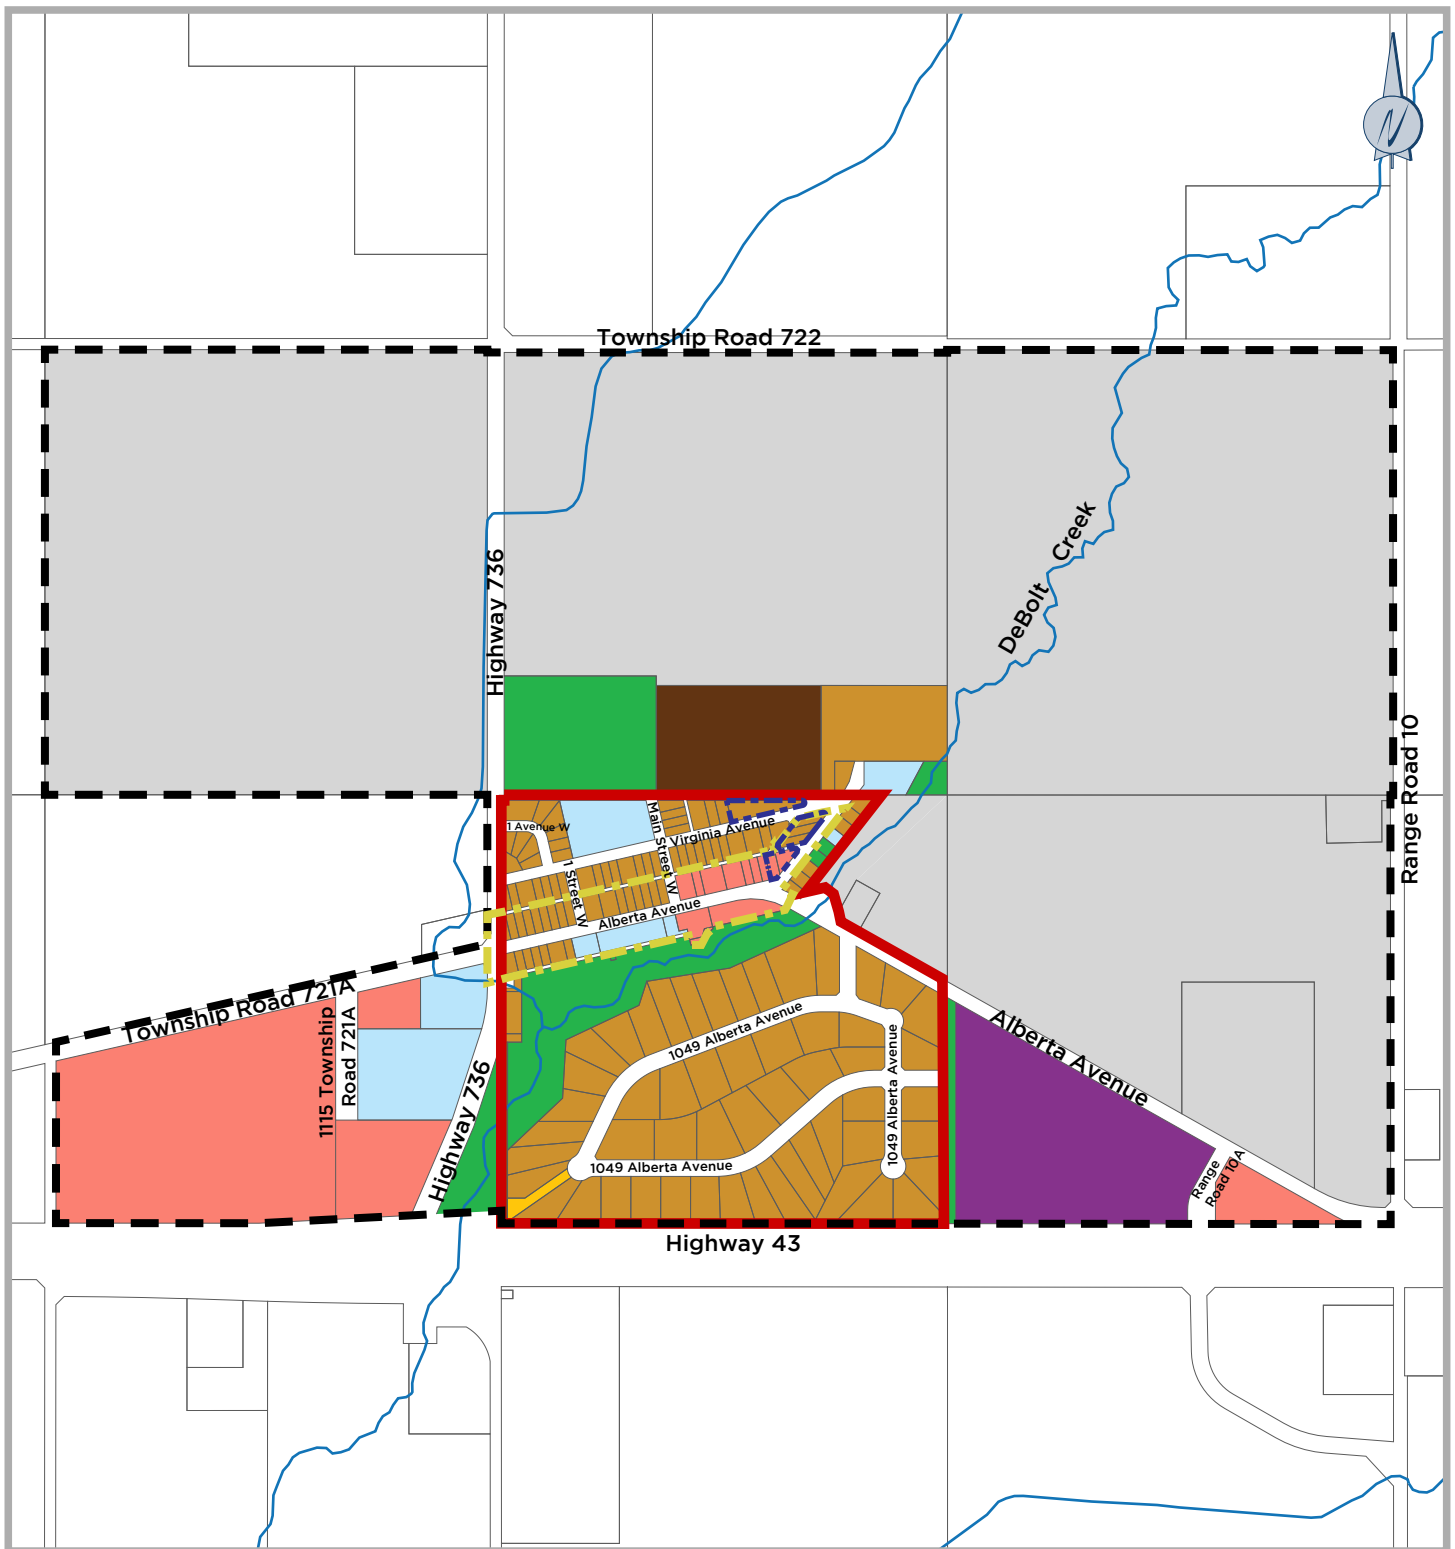 Township Road 722
Highway 736
DeBolt
Creek
Range Road 10
1 Avenue W
Main Street W
Virginia Avenue
1 Street W
Alberta Avenue
Township Road 721A
1115 Township
Road 721A
Highway 736
1049 Alberta Avenue
1049 Alberta Avenue
1049 Alberta Avenue
Alberta Avenue
Range
Road 10A
Highway 43